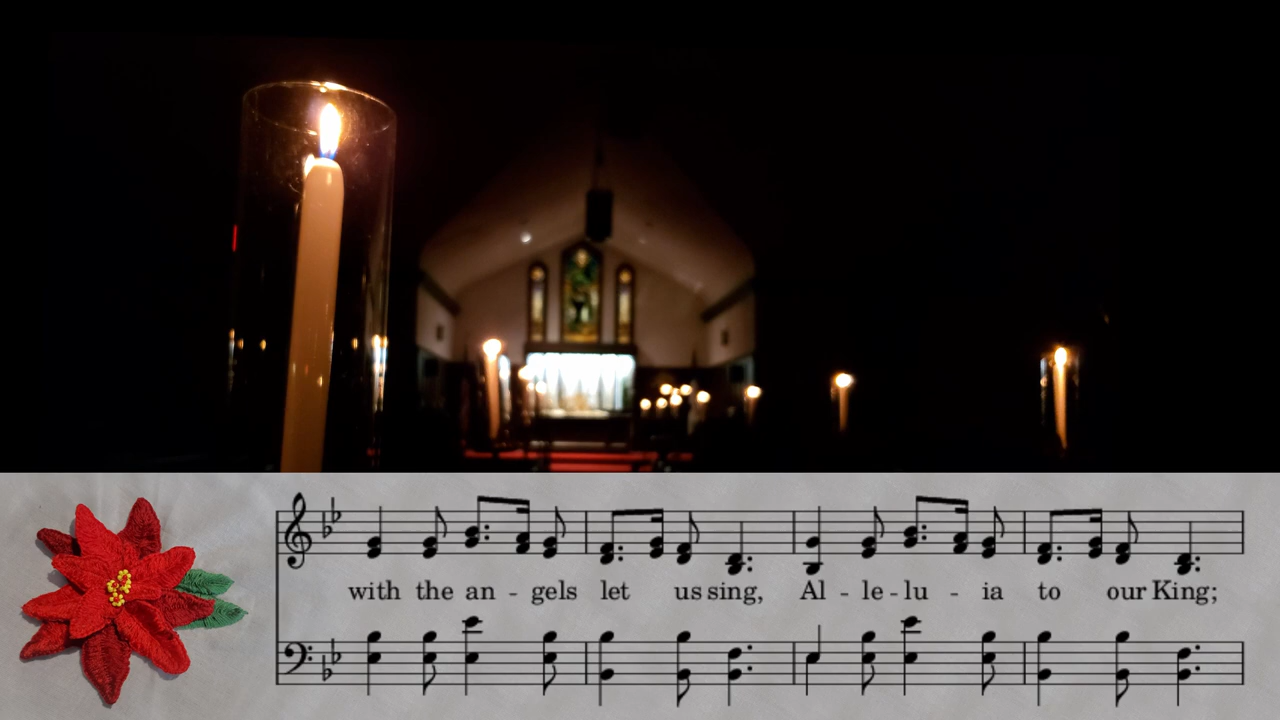 with the an - gels let us sing, Al - le - lu - ia to our King;